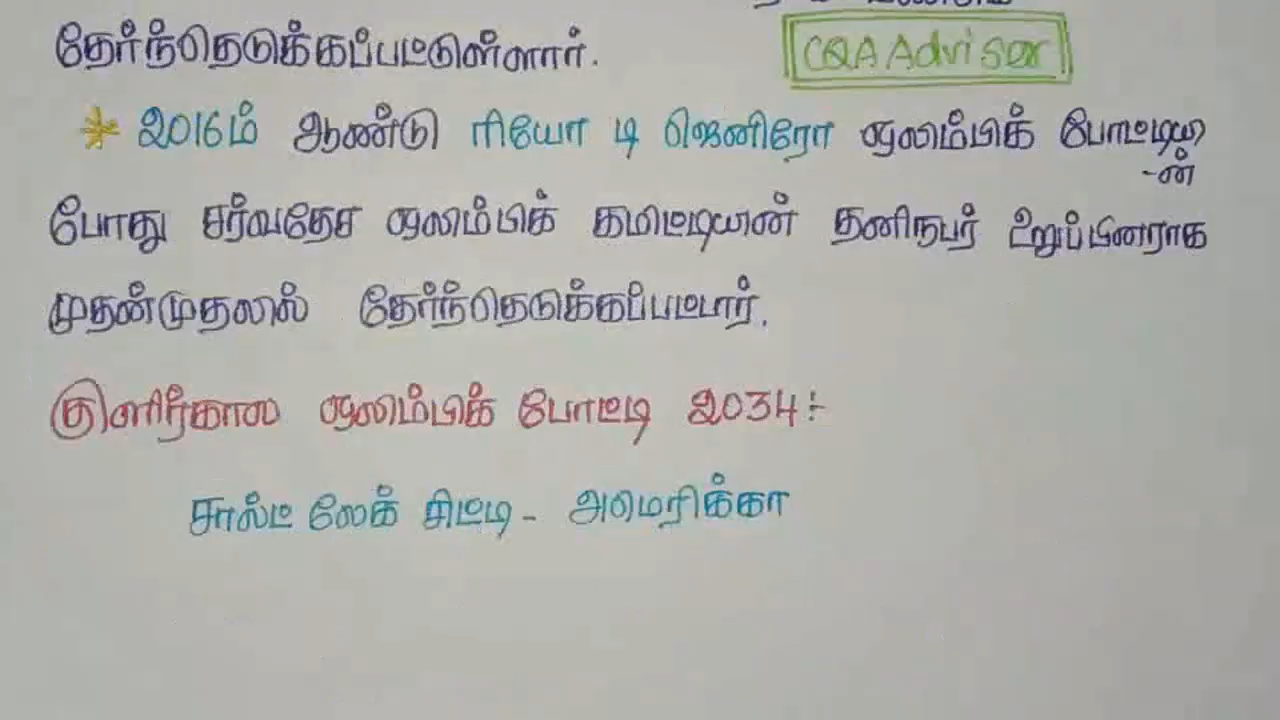 தேர்ந்தெடுக்கப்பட்டுள்ளார்.
CQA Advisor
* 2016ம் ஆண்டு ரியோ டி ஜெனிரோ ஒலிம்பிக் போட்டியி
-ன்
போது சர்வதேச ஒலிம்பிக் கமிட்டியின் தனிநபர் உறுப்பினராக
முதன்முதலில் தேர்ந்தெடுக்கப்பட்டார்.
குளிர்கால ஒலிம்பிக் போட்டி 2034:-
சால்ட் லேக் சிட்டி - அமெரிக்கா